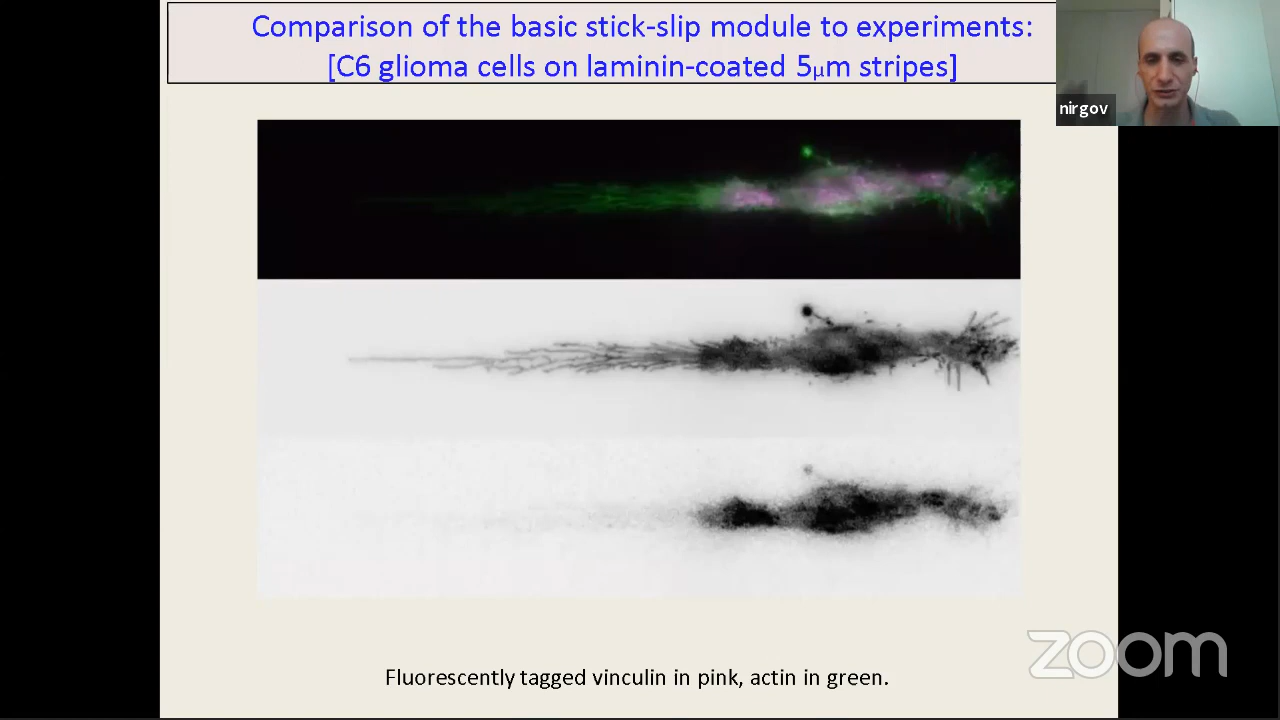 Comparison of the basic stick-slip module to experiments:
[C6 glioma cells on laminin-coated 5μm stripes]
nirgov
Fluorescently tagged vinculin in pink, actin in green.
zoom